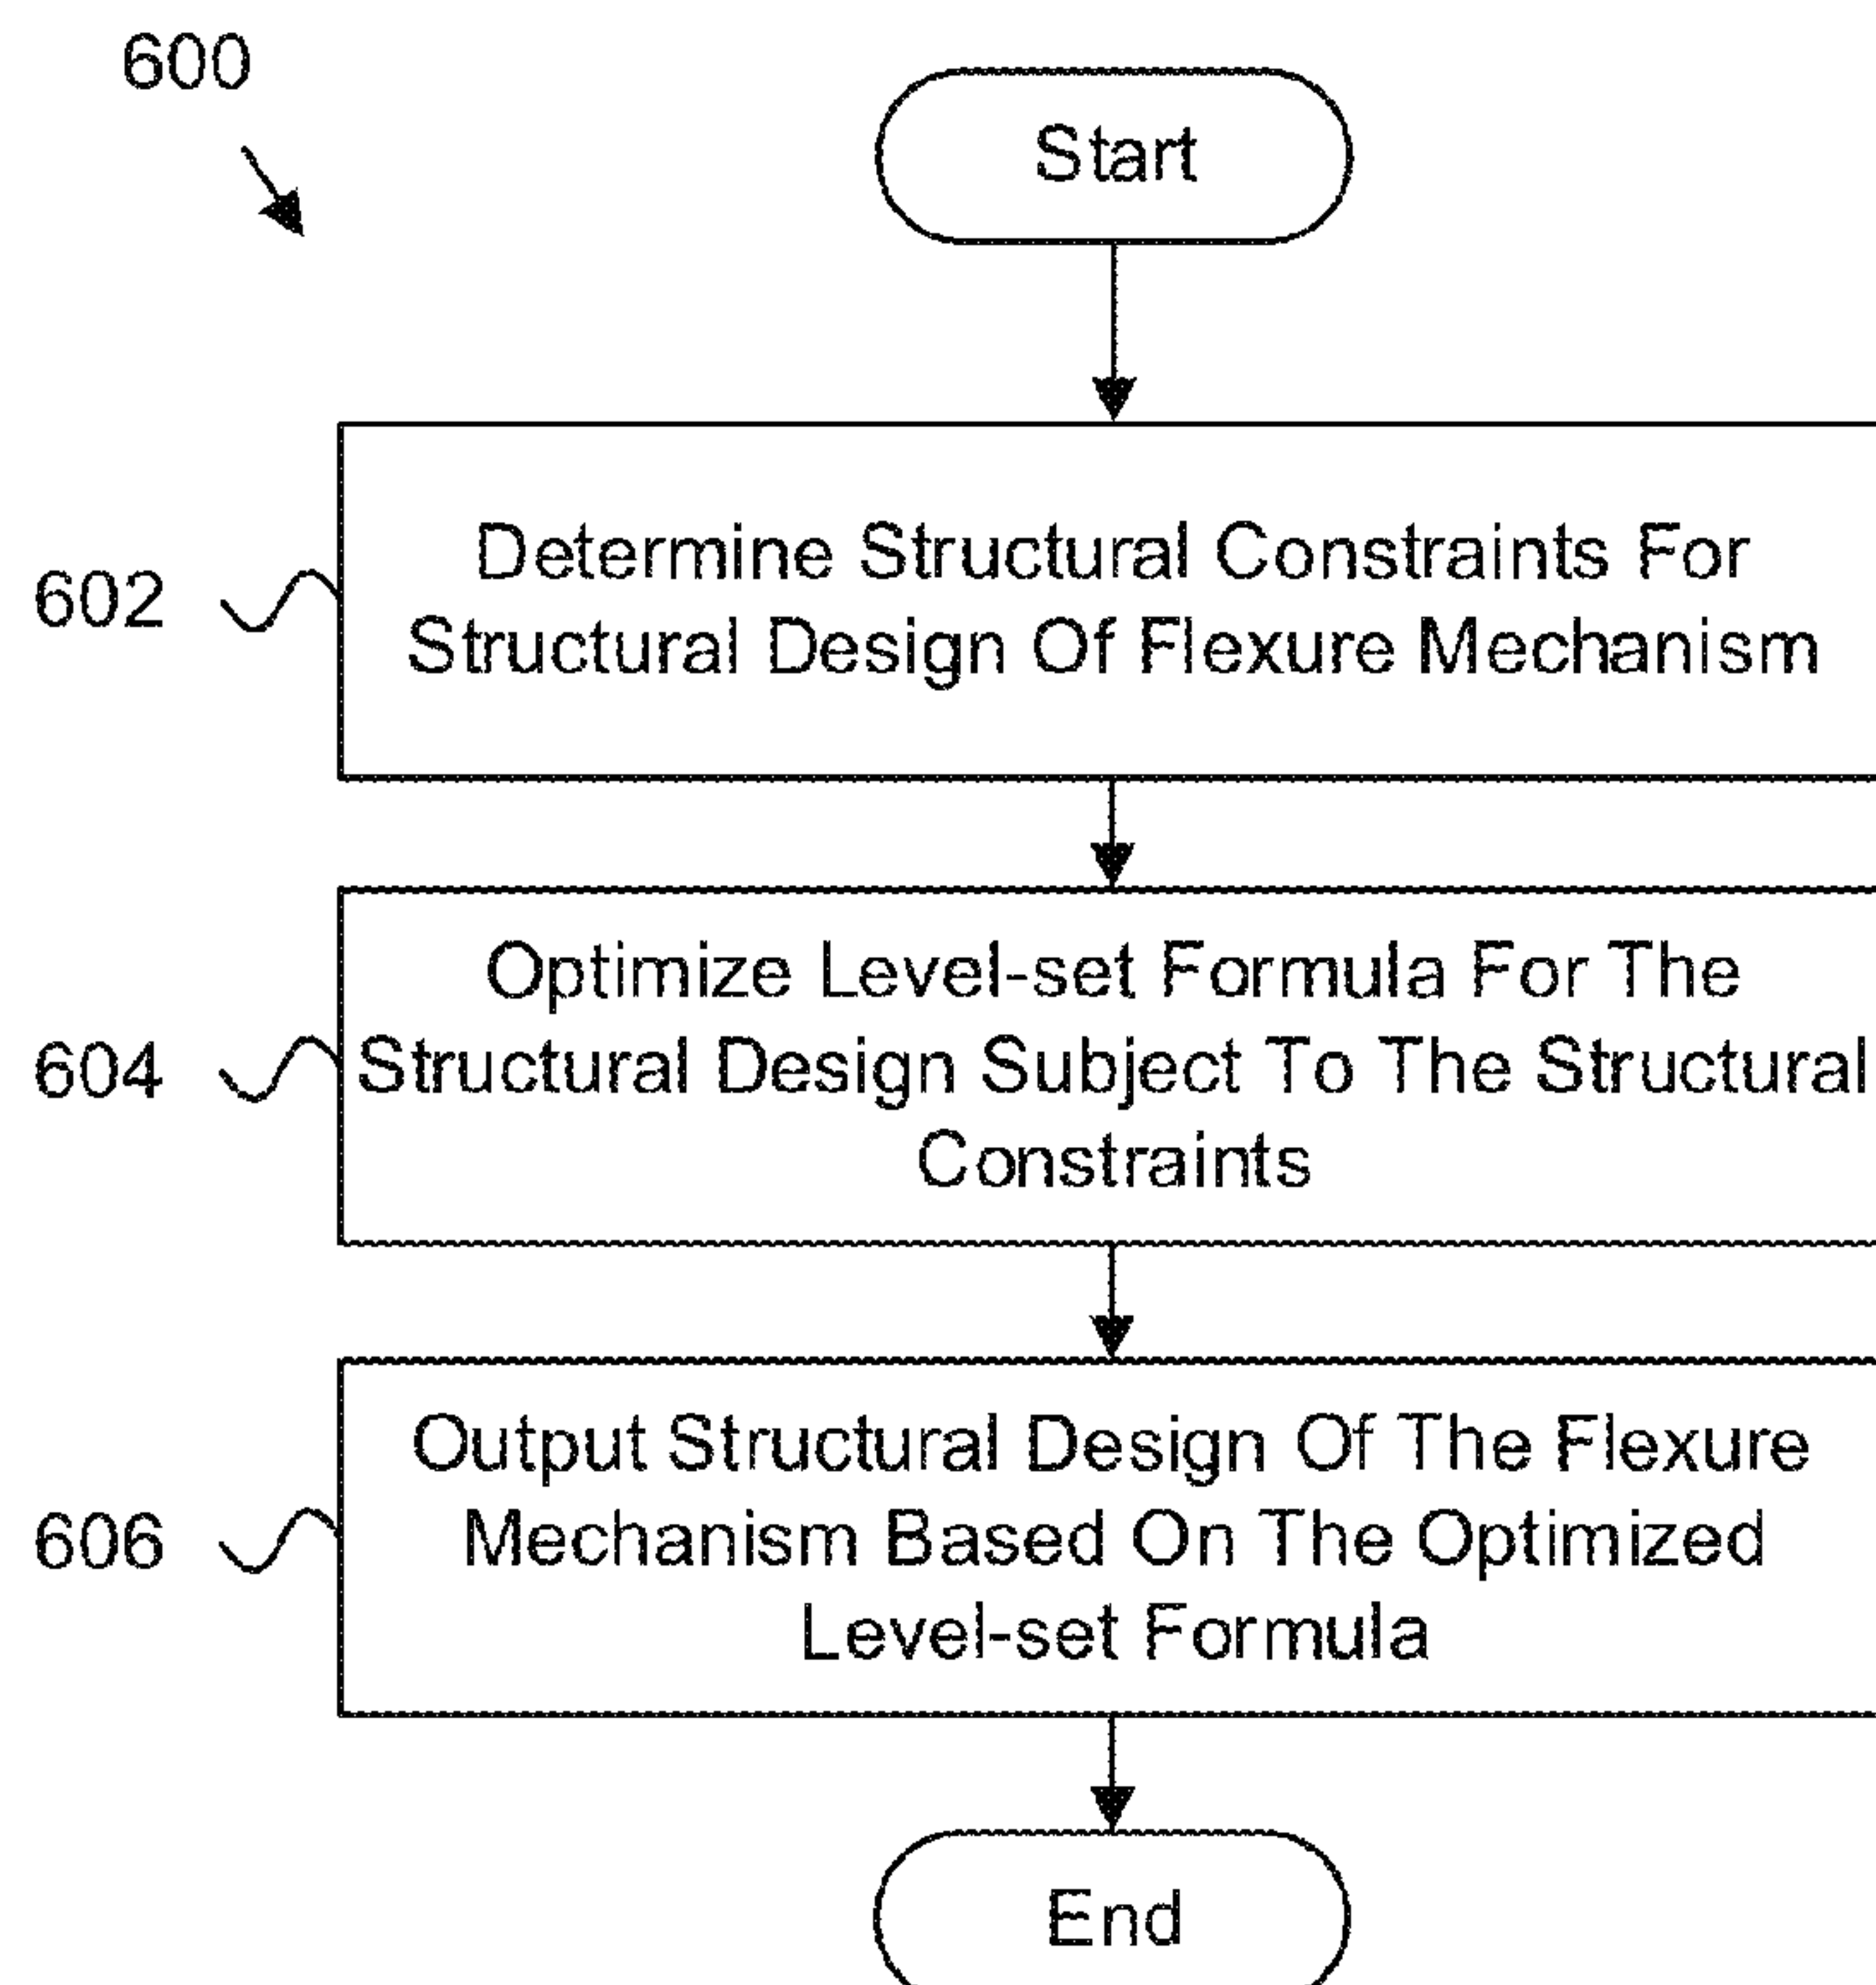 600
Start
602
Determine Structural Constraints For
Structural Design Of Flexure Mechanism
604
Optimize Level-set Formula For The
Structural Design Subject To The Structural
Constraints
606
Output Structural Design Of The Flexure
Mechanism Based On The Optimized
Level-set Formula
End